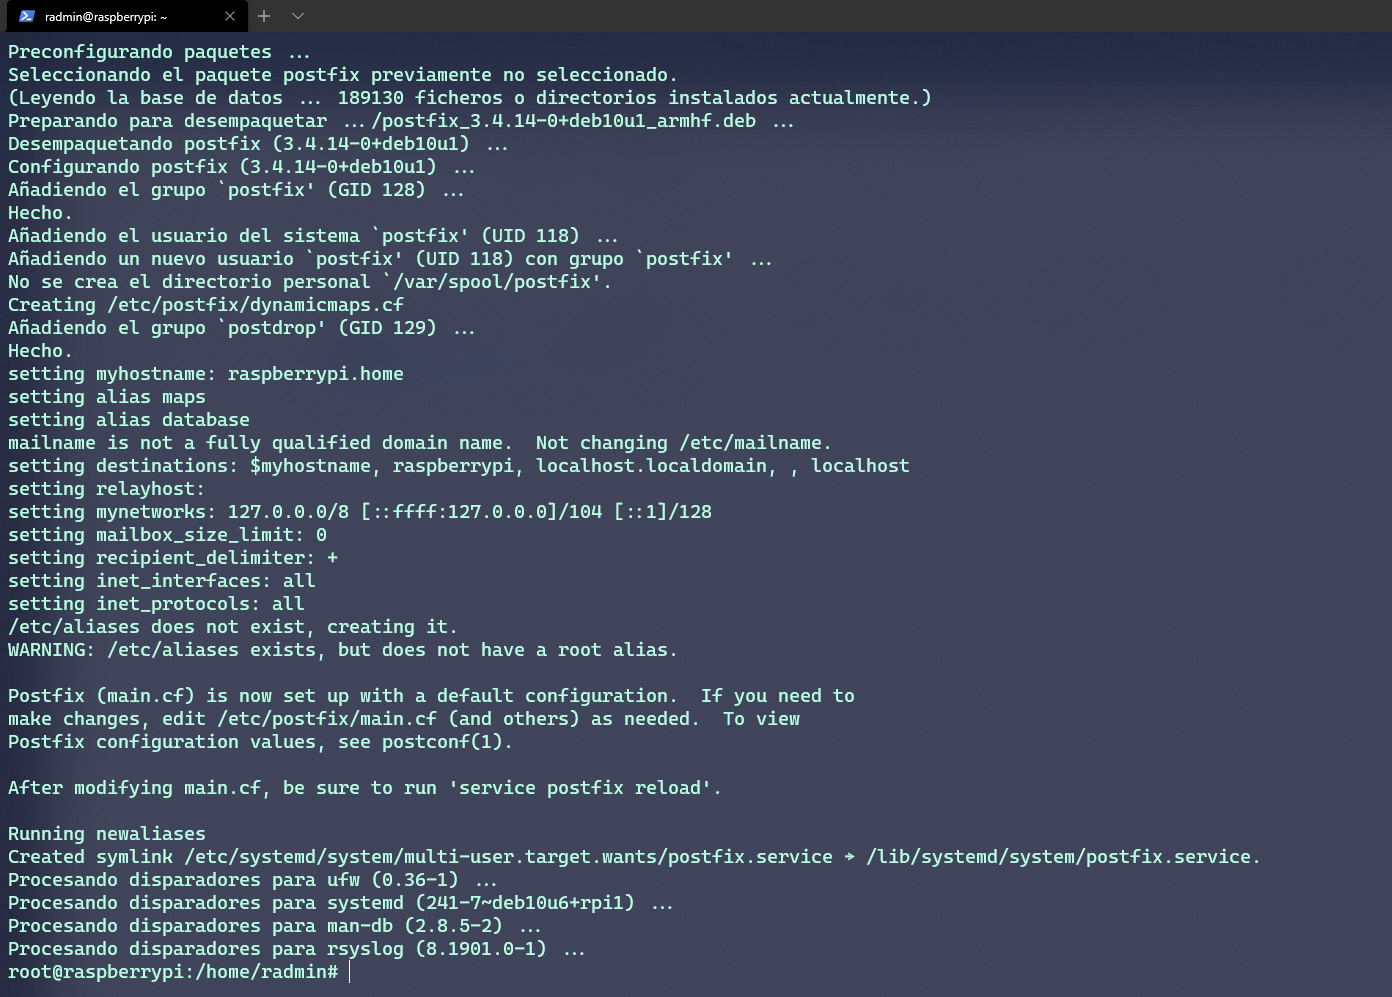 radmin@raspberrypi: ~
Preconfigurando paquetes ...
Seleccionando el paquete postfix previamente no seleccionado.
(Leyendo la base de datos ... 189130 ficheros o directorios instalados actualmente.)
Preparando para desempaquetar .../postfix_3.4.14-0+deb10u1_armhf.deb ...
Desempaquetando postfix (3.4.14-0+deb10u1) ...
Configurando postfix (3.4.14-0+deb10u1) ...
Añadiendo el grupo `postfix' (GID 128) ...
Hecho.
Añadiendo el usuario del sistema `postfix' (UID 118) ...
Añadiendo un nuevo usuario `postfix' (UID 118) con grupo `postfix' ...
No se crea el directorio personal `/var/spool/postfix'.
Creating /etc/postfix/dynamicmaps.cf
Añadiendo el grupo `postdrop' (GID 129) ...
Hecho.
setting myhostname: raspberrypi.home
setting alias maps
setting alias database
mailname is not a fully qualified domain name.  Not changing /etc/mailname.
setting destinations: $myhostname, raspberrypi, localhost.localdomain, , localhost
setting relayhost:
setting mynetworks: 127.0.0.0/8 [::ffff:127.0.0.0]/104 [::1]/128
setting mailbox_size_limit: 0
setting recipient_delimiter: +
setting inet_interfaces: all
setting inet_protocols: all
/etc/aliases does not exist, creating it.
WARNING: /etc/aliases exists, but does not have a root alias.
Postfix (main.cf) is now set up with a default configuration.  If you need to
make changes, edit /etc/postfix/main.cf (and others) as needed.  To view
Postfix configuration values, see postconf(1).
After modifying main.cf, be sure to run 'service postfix reload'.
Running newaliases
Created symlink /etc/systemd/system/multi-user.target.wants/postfix.service → /lib/systemd/system/postfix.service.
Procesando disparadores para ufw (0.36-1) ...
Procesando disparadores para systemd (241-7~deb10u6+rpi1) ...
Procesando disparadores para man-db (2.8.5-2) ...
Procesando disparadores para rsyslog (8.1901.0-1) ...
root@raspberrypi:/home/radmin#